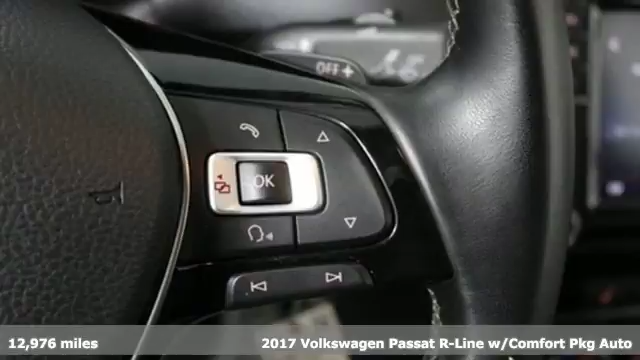 OFF
OK
12,976 miles
2017 Volkswagen Passat R-Line w/Comfort Pkg Auto